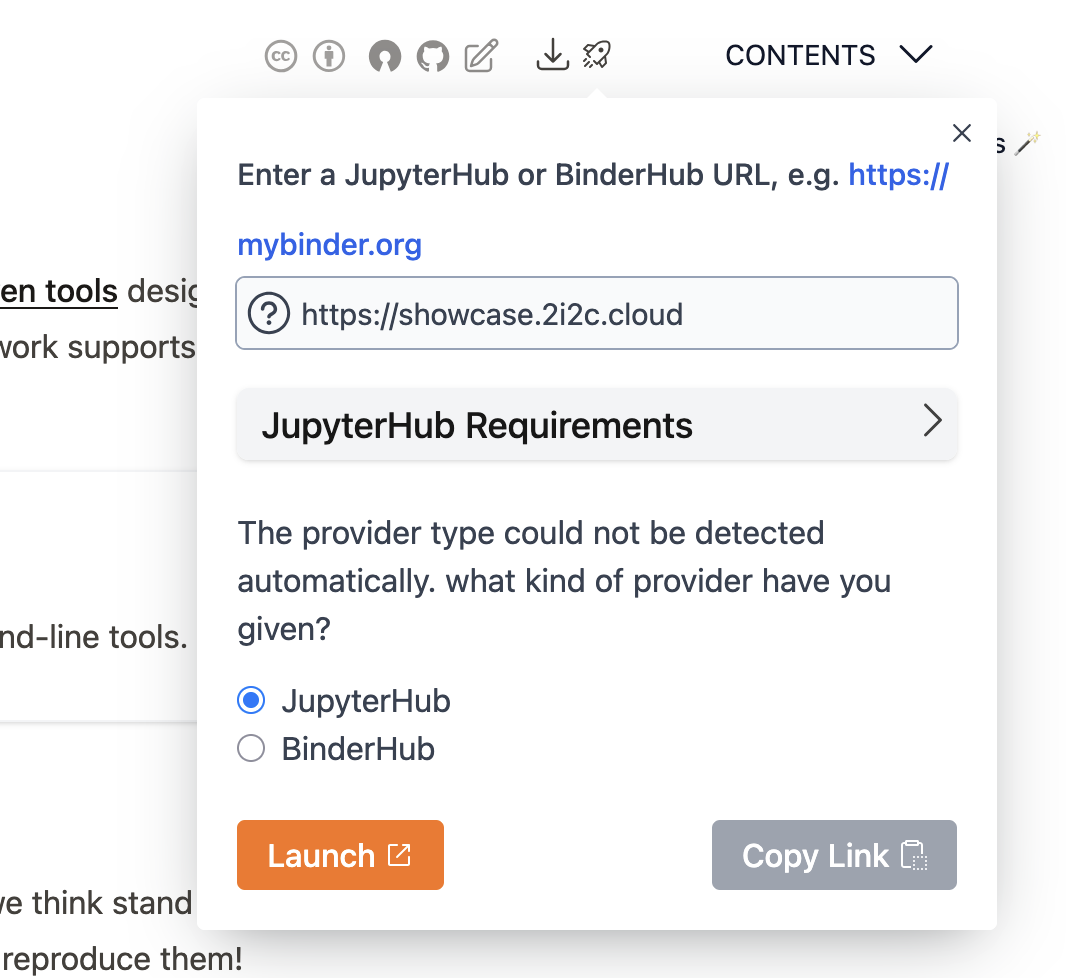 CC
CONTENTS
s
Enter a JupyterHub or BinderHub URL, e.g. https://
mybinder.org
https://showcase.2i2c.cloud
JupyterHub Requirements
The provider type could not be detected
automatically. what kind of provider have you
given?
JupyterHub
BinderHub
Launch
Copy Link
en tools desig
work supports
nd-line tools.
we think stand
reproduce them!